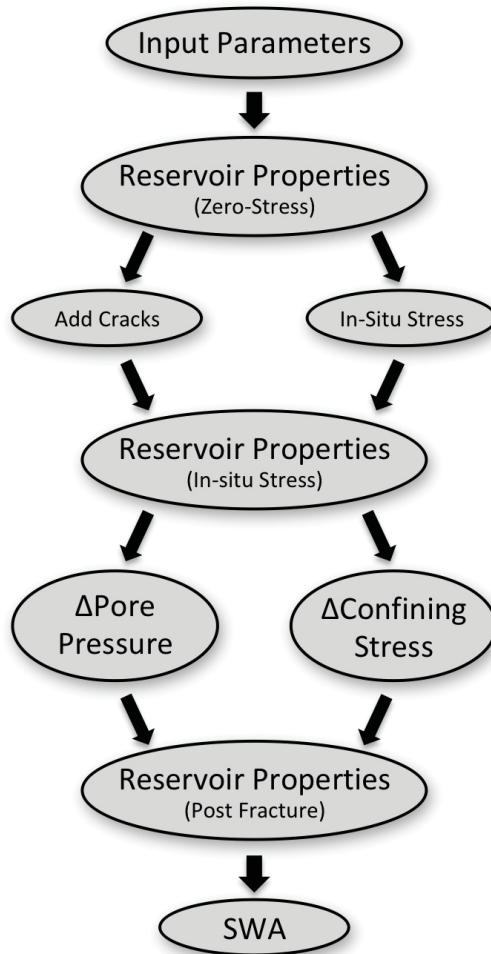 Input Parameters
Reservoir Properties
(Zero-Stress)
Add Cracks
In-Situ Stress
Reservoir Properties
(In-situ Stress)
ΔPore
Pressure
ΔConfining
Stress
Reservoir Properties
(Post Fracture)
SWA